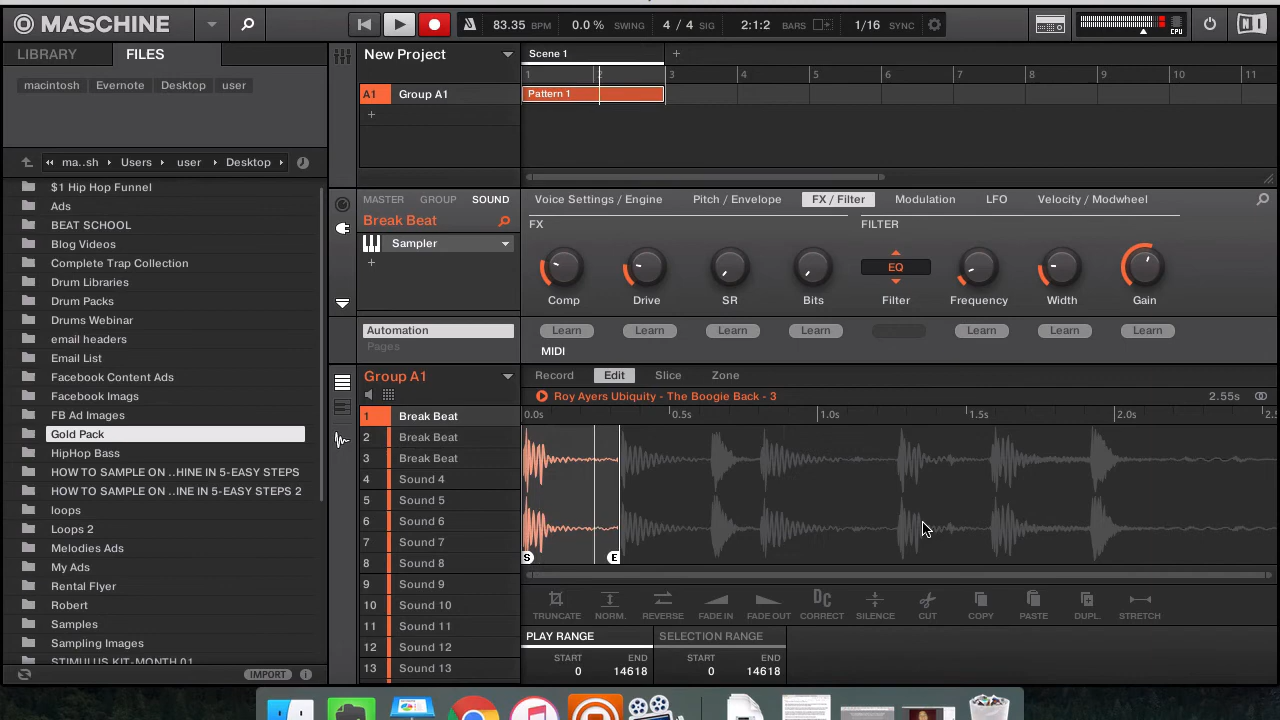 MASCHINE
83.35 BPM 0.0 % SWING 4 / 4 SIG 2:1:2 BARS 1/16 SYNC
CPU
LIBRARY FILES
macintosh Evernote Desktop user
ma..sh Users user Desktop
$1 Hip Hop Funnel
Ads
BEAT SCHOOL
Blog Videos
Complete Trap Collection
Drum Libraries
Drum Packs
Drums Webinar
email headers
Email List
Facebook Content Ads
Facebook Imags
FB Ad Images
Gold Pack
HipHop Bass
HOW TO SAMPLE ON ..HINE IN 5-EASY STEPS
HOW TO SAMPLE ON ..INE IN 5-EASY STEPS 2
loops
Loops 2
Melodies Ads
My Ads
Rental Flyer
Robert
Samples
Sampling Images
STIMULUS KIT-MONTH 01
IMPORT
New Project
Scene 1
1 2 3 4 5 6 7 8 9 10 11
A1 Group A1
Pattern 1
MASTER GROUP SOUND
Break Beat
Sampler
Voice Settings / Engine Pitch / Envelope FX / Filter Modulation LFO Velocity / Modwheel
FX FILTER
EQ
Comp Drive SR Bits Filter Frequency Width Gain
Automation
Pages
Learn Learn Learn Learn Learn Learn Learn
MIDI
Group A1
Record Edit Slice Zone
Roy Ayers Ubiquity - The Boogie Back - 3 2.55s
0.0s 0.5s 1.0s 1.5s 2.0s 2.5
1 Break Beat
2 Break Beat
3 Break Beat
4 Sound 4
5 Sound 5
6 Sound 6
7 Sound 7
8 Sound 8
9 Sound 9
10 Sound 10
11 Sound 11
12 Sound 12
13 Sound 13
S E
TRUNCATE NORM. REVERSE FADE IN FADE OUT CORRECT SILENCE CUT COPY PASTE DUPL. STRETCH
DC
PLAY RANGE SELECTION RANGE
START END START END
0 14618 0 14618